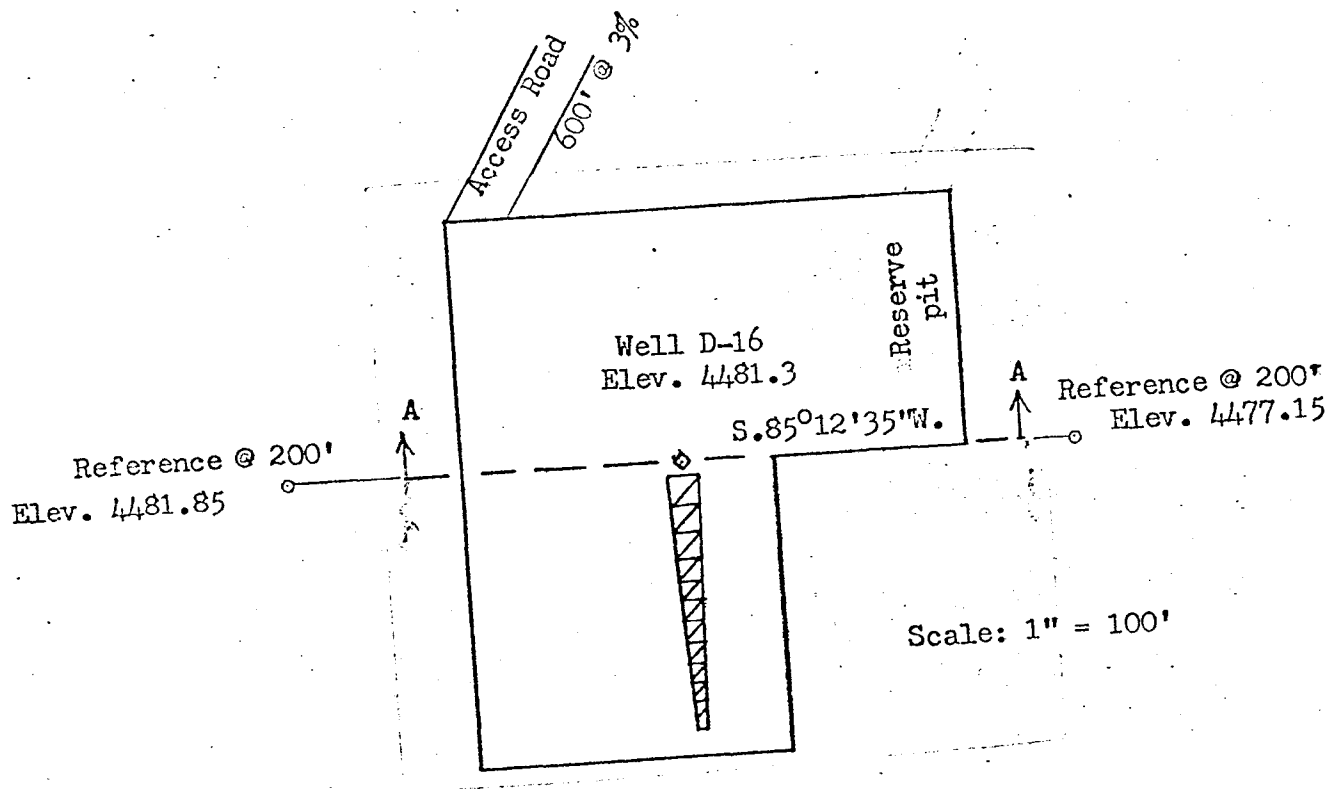 Access Road
600' @ 3%
Reserve
pit
Well D-16
Elev. 4481.3
A
A
Reference @ 200'
Elev. 4477.15
S.85°12'35"W.
Reference @ 200'
Elev. 4481.85
Scale: 1" = 100'